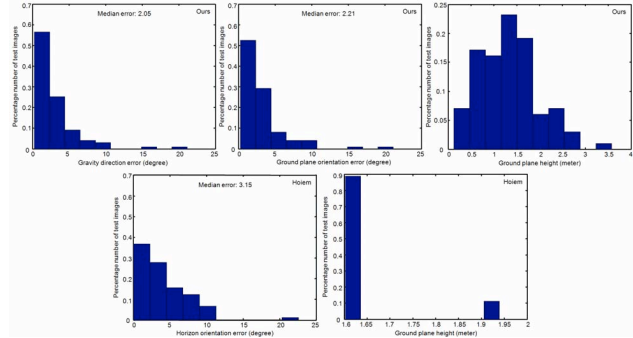 Median error: 2.05 Ours
0.7
0.6
0.5
0.4
0.3
0.2
0.1
0
Percentage number of test images
0 5 10 15 20 25
Gravity direction error (degree)
Median error: 2.21 Ours
0.7
0.6
0.5
0.4
0.3
0.2
0.1
0
Percentage number of test images
0 5 10 15 20 25
Ground plane orientation error (degree)
Ours
0.25
0.2
0.15
0.1
0.05
0
Percentage number of test images
0 0.5 1 1.5 2 2.5 3 3.5 4
Ground plane height (meter)
Median error: 3.15 Hoiem
0.7
0.6
0.5
0.4
0.3
0.2
0.1
0
Percentage number of test images
0 5 10 15 20 25
Horizon orientation error (degree)
Hoiem
0.9
0.8
0.7
0.6
0.5
0.4
0.3
0.2
0.1
0
Percentage number of test images
1.6 1.65 1.7 1.75 1.8 1.85 1.9 1.95 2
Ground plane height (meter)